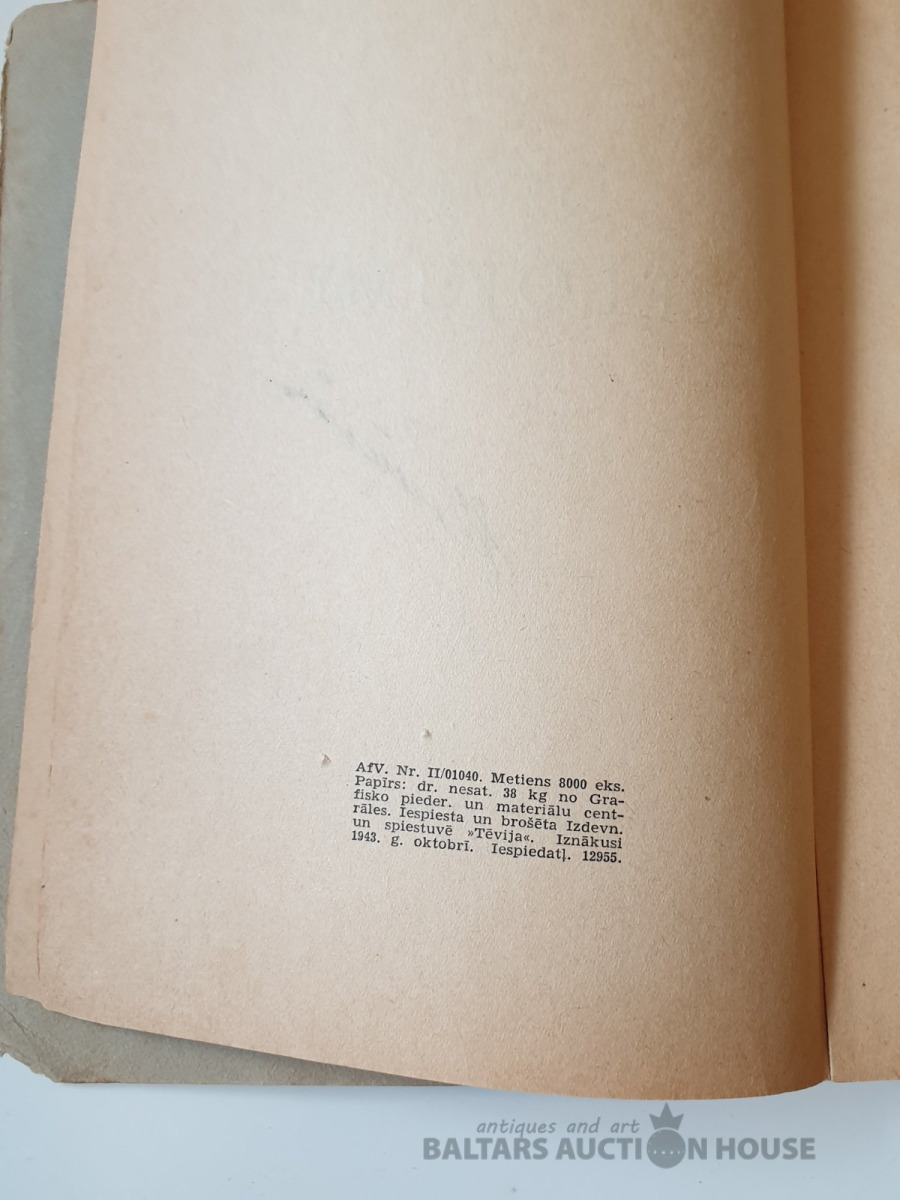 AfV. Nr. II/01040. Metiens 8000 eks.
Papīrs: dr. nesat. 38 kg no Gra-
fisko pieder. un materiālu cent-
rāles. Iespiesta un brošēta Izdevn.
un spiestuvē »Tēvija«. Iznākusi
1943. g. oktobrī. Iespiedatļ. 12955.
antiques and art
BALTARS AUCTION HOUSE